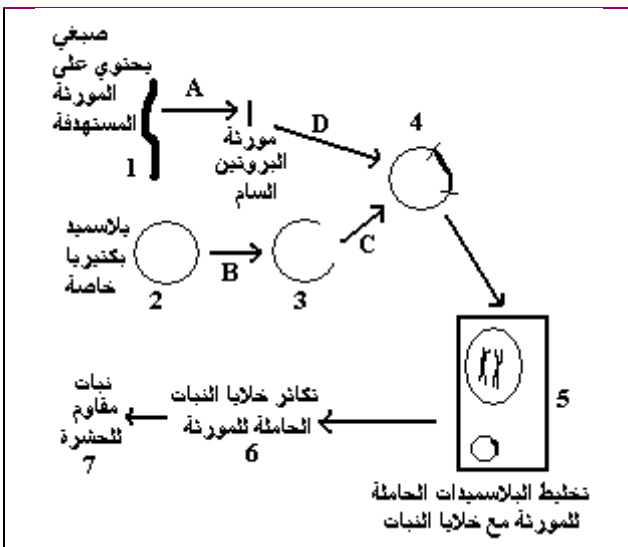 صبغي
يحتوي على
المورثة
المستهدفة
1
A
مورثة
البروتين
السام
D
4
بلاسميد
بكتيريا
خاصة
2
B
3
C
5
تخليط البلاسميدات الحاملة
للمورثة مع خلايا النبات
تكاثر خلايا النبات
الحاملة للمورثة
6
نبات
مقاوم
للحشرة
7